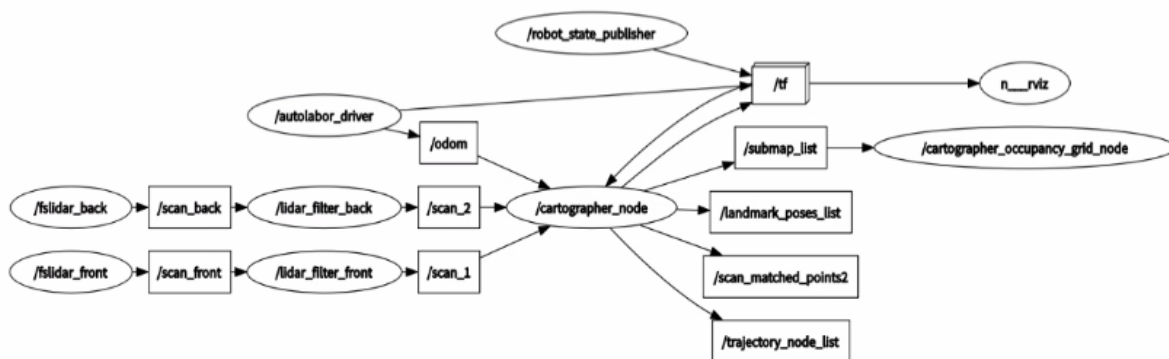 /robot_state_publisher
/tf
n___rviz
/autolabor_driver
/odom
/submap_list
/cartographer_occupancy_grid_node
/fslidar_back
/scan_back
/lidar_filter_back
/scan_2
/cartographer_node
/landmark_poses_list
/fslidar_front
/scan_front
/lidar_filter_front
/scan_1
/scan_matched_points2
/trajectory_node_list